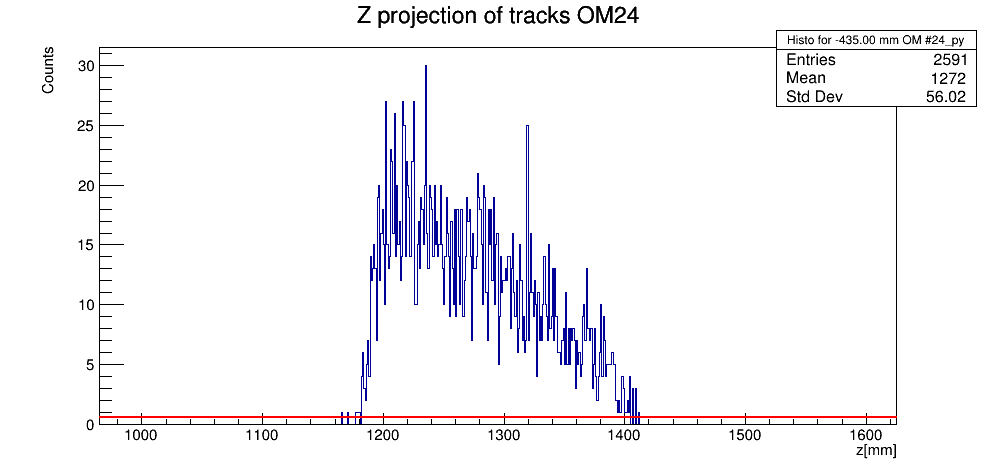 Z projection of tracks OM24
Histo for -435.00 mm OM #24_py
Entries 2591
Mean 1272
Std Dev 56.02
Counts
30
25
20
15
10
5
0
1000 1100 1200 1300 1400 1500 1600
z[mm]